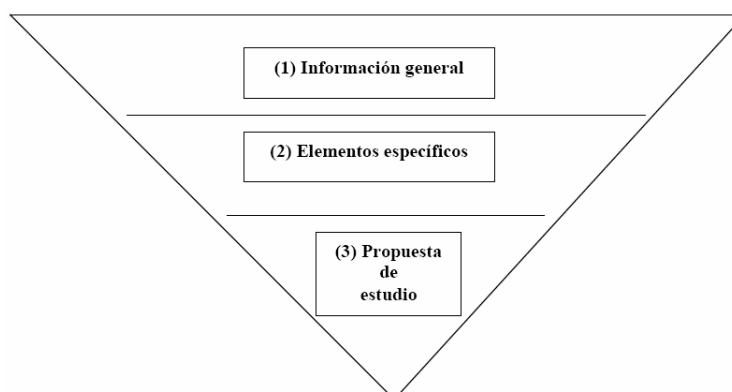 (1) Información general
(2) Elementos específicos
(3) Propuesta
de
estudio